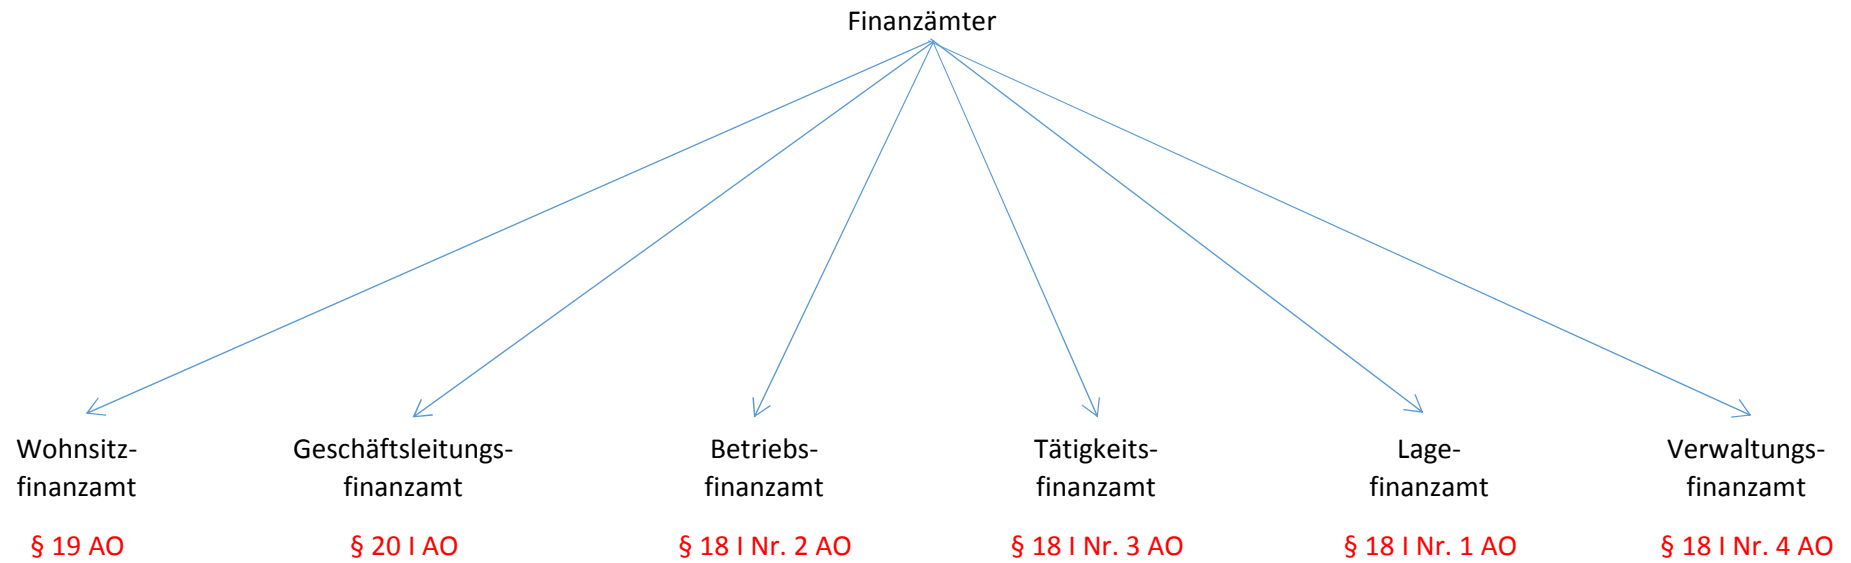 Finanzämter
Wohnsitz-
finanzamt
§ 19 AO
Geschäftsleitungs-
finanzamt
§ 20 I AO
Betriebs-
finanzamt
§ 18 I Nr. 2 AO
Tätigkeits-
finanzamt
§ 18 I Nr. 3 AO
Lage-
finanzamt
§ 18 I Nr. 1 AO
Verwaltungs-
finanzamt
§ 18 I Nr. 4 AO